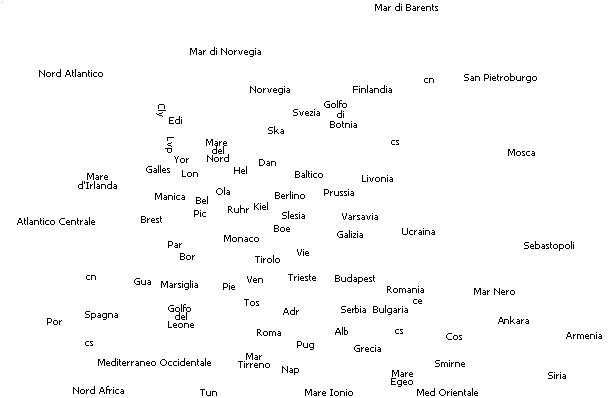 Mar di Barents
Mar di Norvegia
Nord Atlantico
cn
San Pietroburgo
Norvegia
Finlandia
Golfo
di
Botnia
Svezia
Cly
Edi
Ska
cs
Lvp
Mare
del
Nord
Mosca
Yor
Dan
Galles
Lon
Hel
Baltico
Livonia
Mare
d'Irlanda
Ola
Berlino
Prussia
Manica
Bel
Pic
Ruhr
Kiel
Slesia
Varsavia
Atlantico Centrale
Brest
Boe
Galizia
Ucraina
Monaco
Par
Bor
Sebastopoli
Tirolo
Vie
cn
Gua
Marsiglia
Pie
Ven
Trieste
Budapest
Romania
Mar Nero
ce
Tos
Golfo
del
Leone
Adr
Serbia
Bulgaria
Por
Spagna
Ankara
Roma
Alb
cs
Cos
Armenia
cs
Pug
Grecia
Mediterraneo Occidentale
Mar
Tirreno
Nap
Smirne
Mare
Egeo
Siria
Nord Africa
Tun
Mare Ionio
Med Orientale